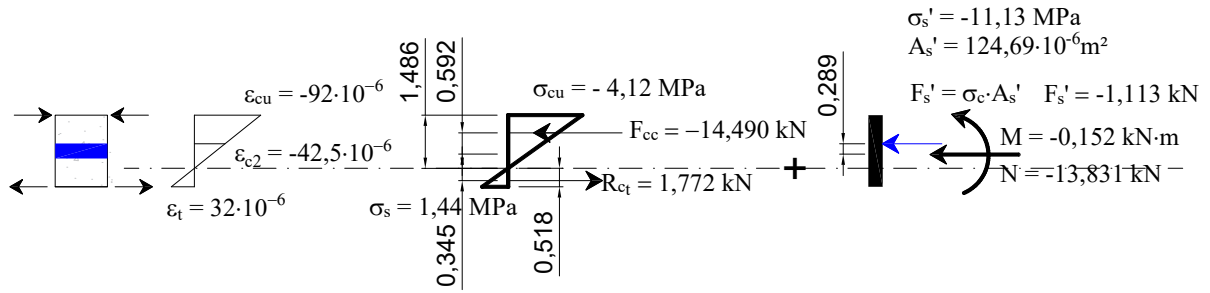 εcu = -92·10⁻⁶
εc2 = -42,5·10⁻⁶
εt = 32·10⁻⁶
1,486
0,592
σcu = - 4,12 MPa
Fcc = −14,490 kN
Rct = 1,772 kN
σs = 1,44 MPa
0,345
0,518
+
0,289
σs' = -11,13 MPa
As' = 124,69·10⁻⁶m²
Fs' = σc·As' Fs' = -1,113 kN
M = -0,152 kN·m
N = -13,831 kN